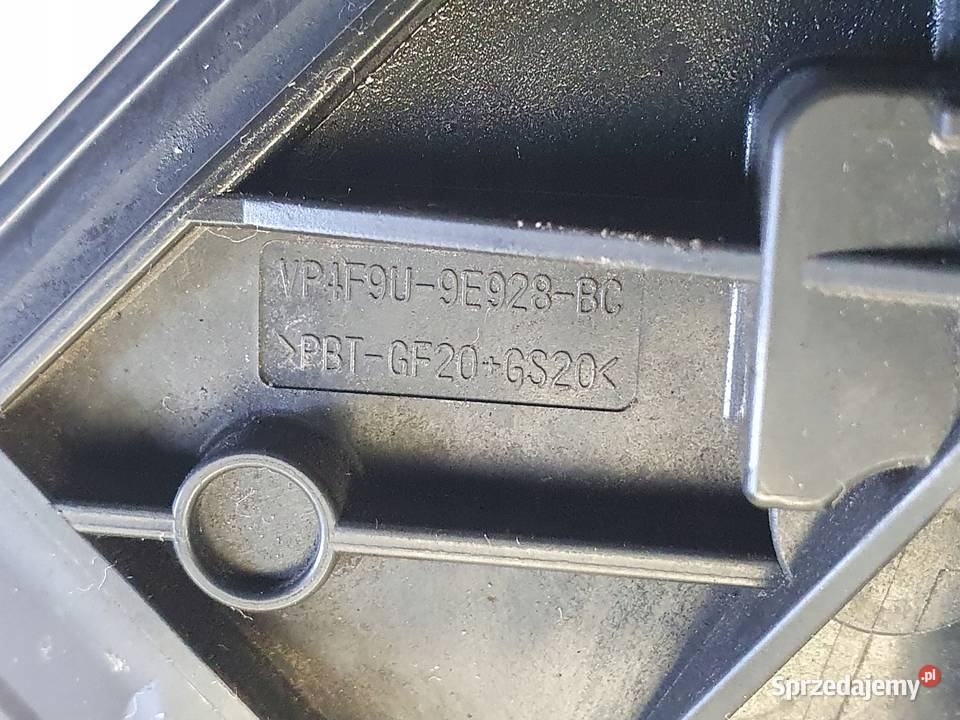 VP4F9U-9E928-BC
>PBT-GF20+GS20<
Sprzedajemy.pl